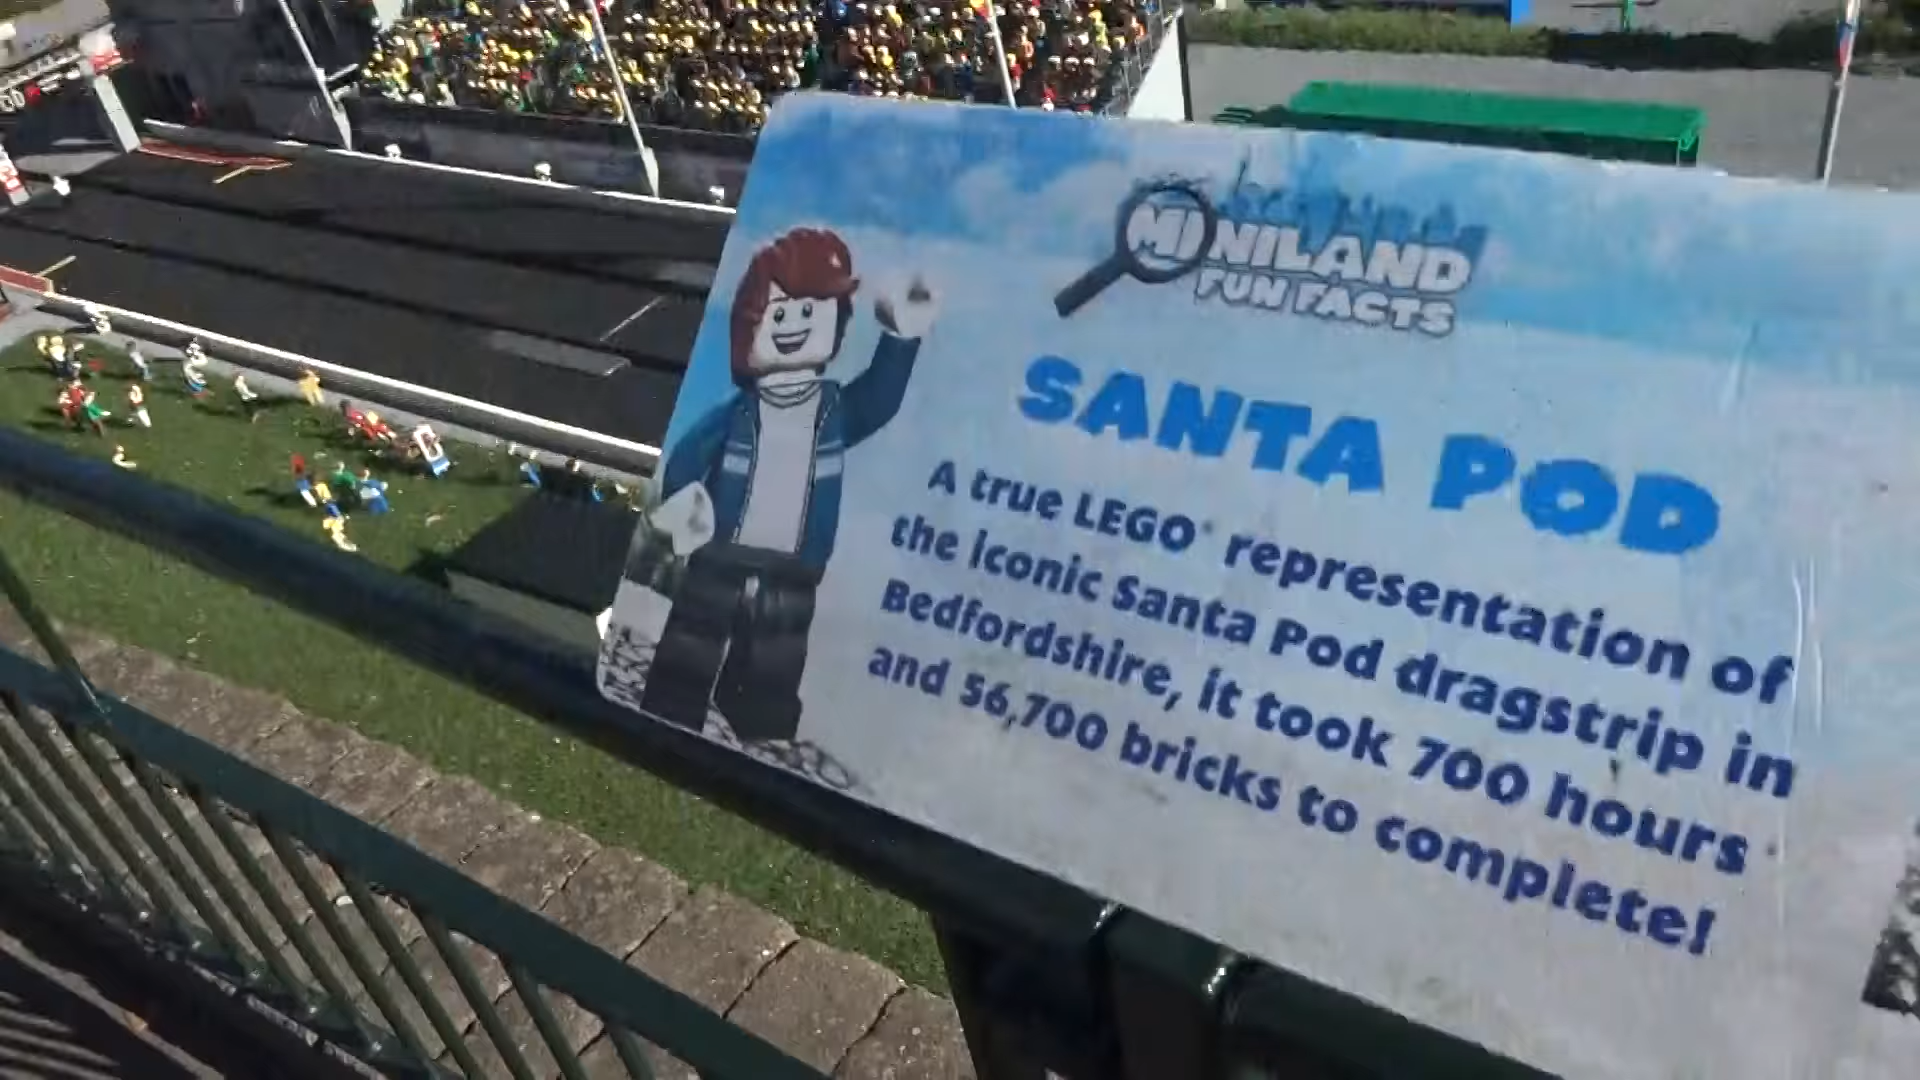 MINILAND
FUN FACTS
SANTA POD
A true LEGO® representation of
the iconic Santa Pod dragstrip in
Bedfordshire, it took 700 hours
and 56,700 bricks to complete!